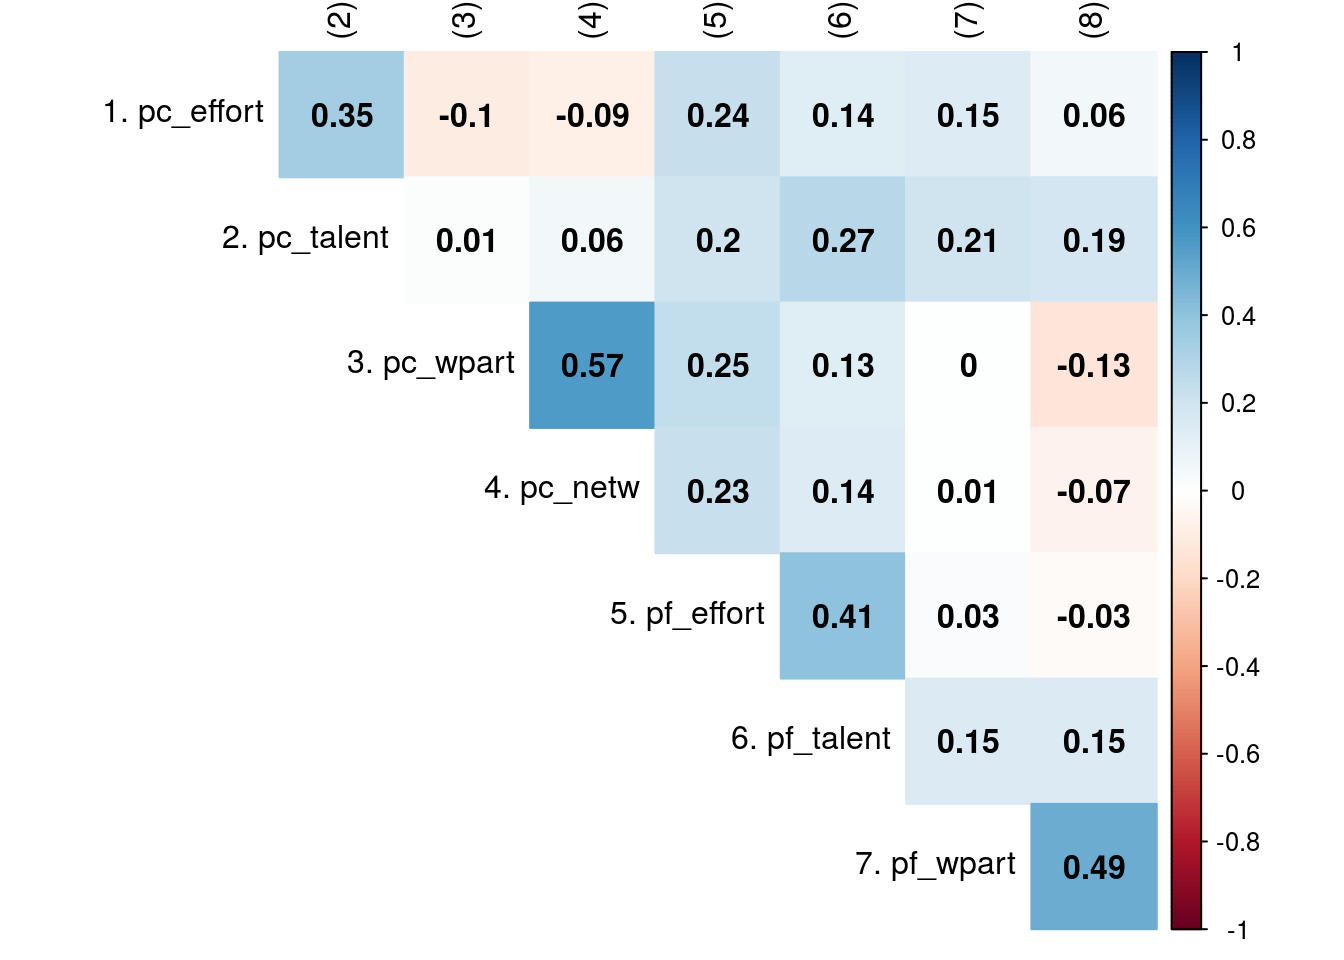 (2) (3) (4) (5) (6) (7) (8)
1. pc_effort 0.35 -0.1 -0.09 0.24 0.14 0.15 0.06
2. pc_talent 0.01 0.06 0.2 0.27 0.21 0.19
3. pc_wpart 0.57 0.25 0.13 0 -0.13
4. pc_netw 0.23 0.14 0.01 -0.07
5. pf_effort 0.41 0.03 -0.03
6. pf_talent 0.15 0.15
7. pf_wpart 0.49
1
0.8
0.6
0.4
0.2
0
-0.2
-0.4
-0.6
-0.8
-1